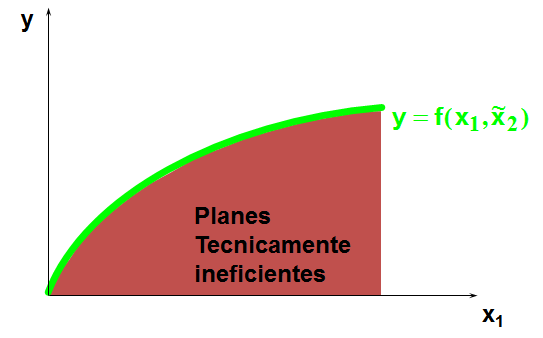 y
y = f(x₁,x̃₂)
Planes
Tecnicamente
ineficientes
x₁